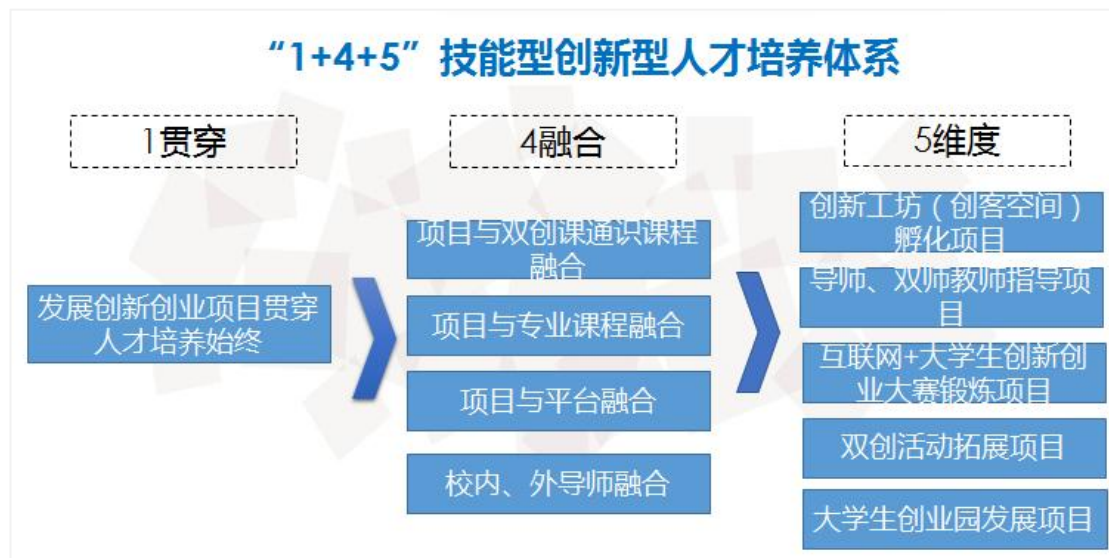 “1+4+5”技能型创新型人才培养体系
1贯穿
4融合
5维度
发展创新创业项目贯穿
人才培养始终
项目与双创课通识课程
融合
项目与专业课程融合
项目与平台融合
校内、外导师融合
创新工坊（创客空间）
孵化项目
导师、双师教师指导项
目
互联网+大学生创新创
业大赛锻炼项目
双创活动拓展项目
大学生创业园发展项目